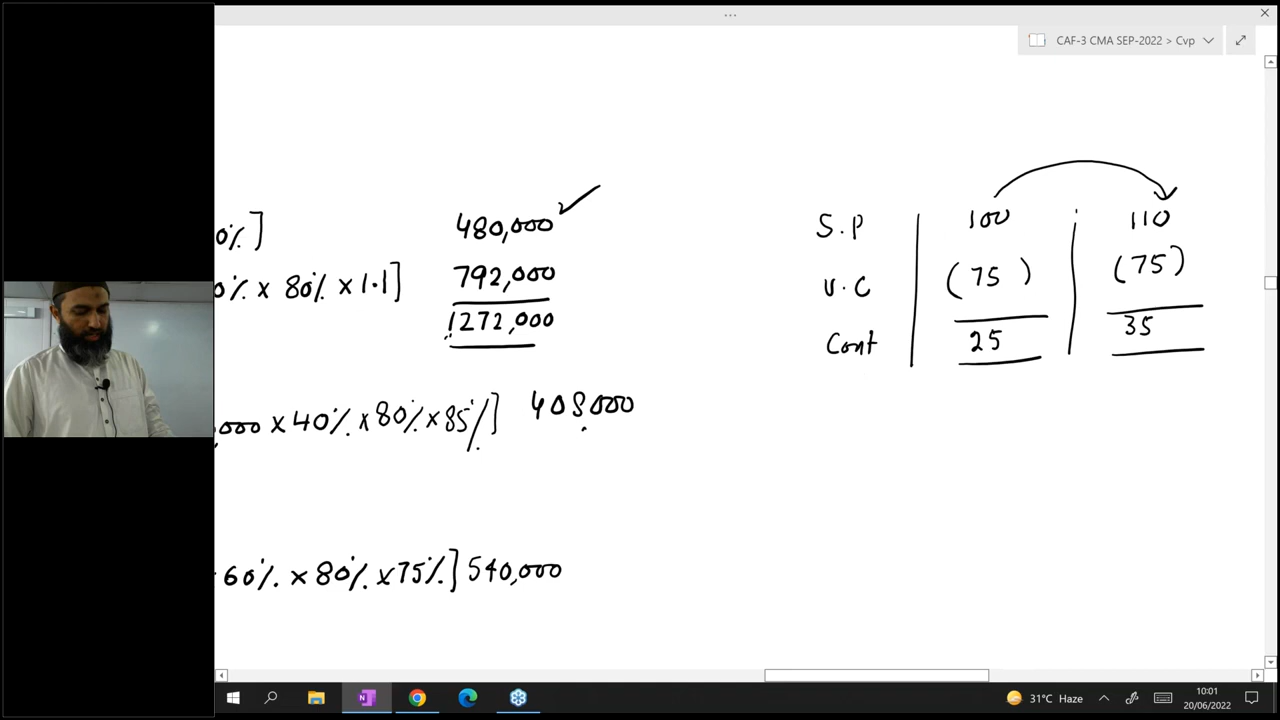 ...
CAF-3 CMA SEP-2022 > Cvp
0%]
480,000 ✓
0% × 80% × 1.1]
792,000
1272,000
,000 × 40% × 80% × 85%]
408,000
60% × 80% × 75%] 540,000
S.P 100 110
V.C (75) (75)
Cont 25 35
31°C Haze
10:01
20/06/2022